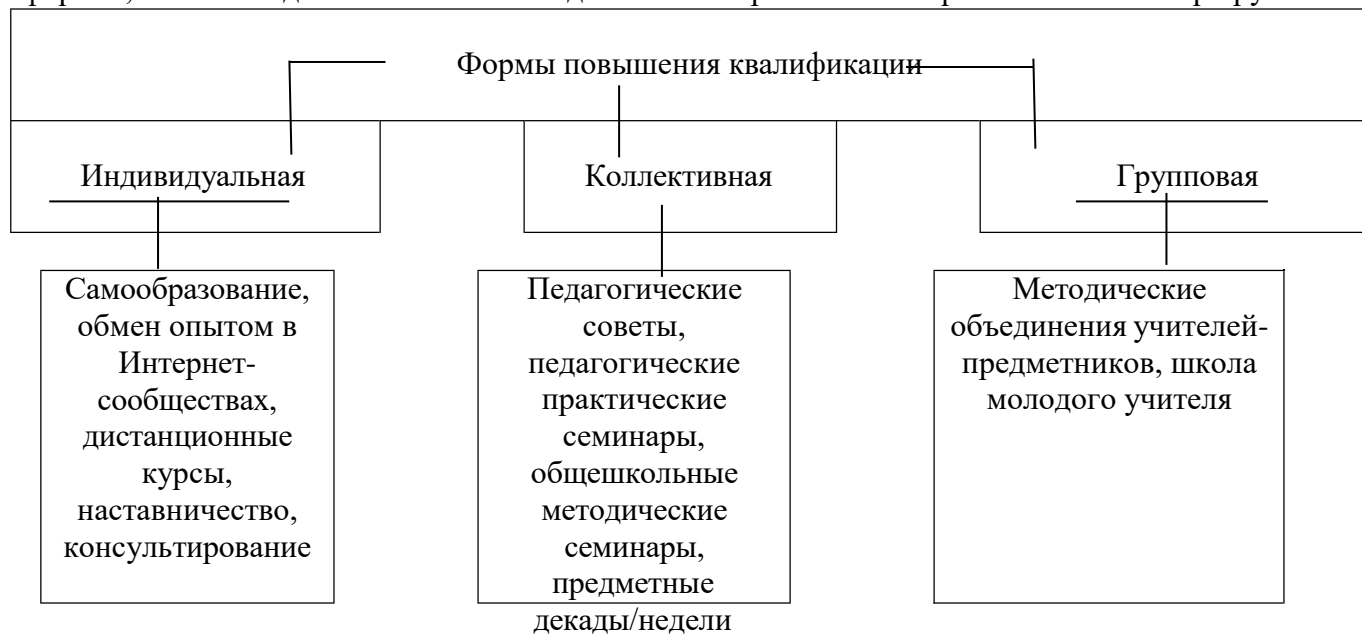 Формы повышения квалификации
Индивидуальная
Коллективная
Групповая
Самообразование,
обмен опытом в
Интернет-
сообществах,
дистанционные
курсы,
наставничество,
консультирование
Педагогические
советы,
педагогические
практические
семинары,
общешкольные
методические
семинары,
предметные
декады/недели
Методические
объединения учителей-
предметников, школа
молодого учителя